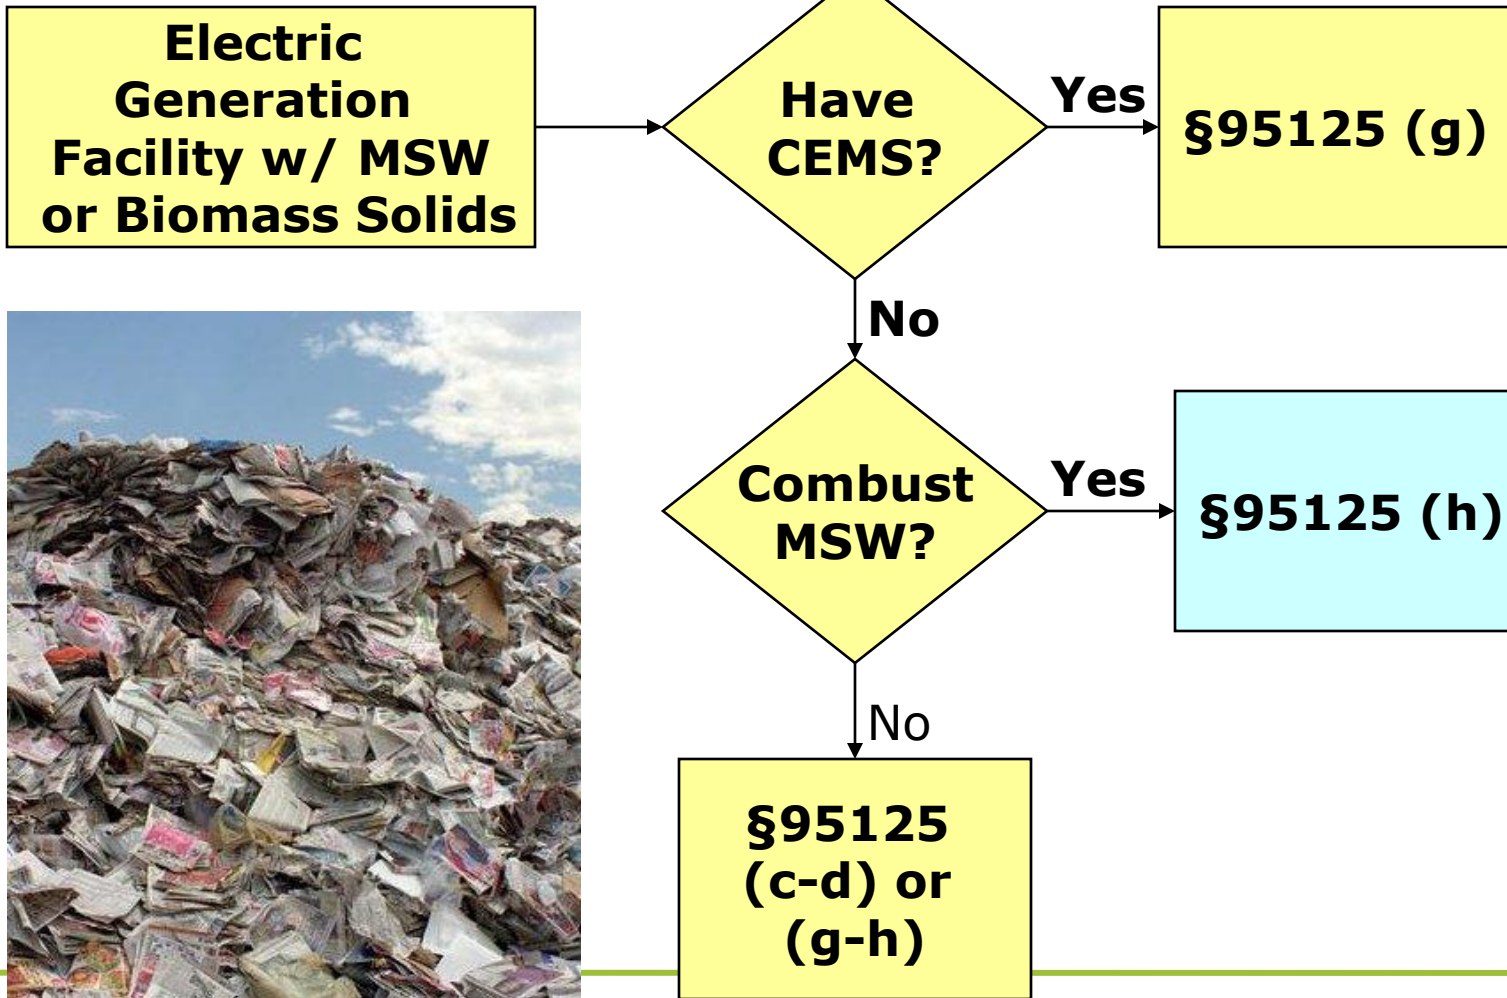 Electric
Generation
Facility w/ MSW
or Biomass Solids
Have
CEMS?
Yes
§95125 (g)
No
Combust
MSW?
Yes
§95125 (h)
No
§95125
(c-d) or
(g-h)